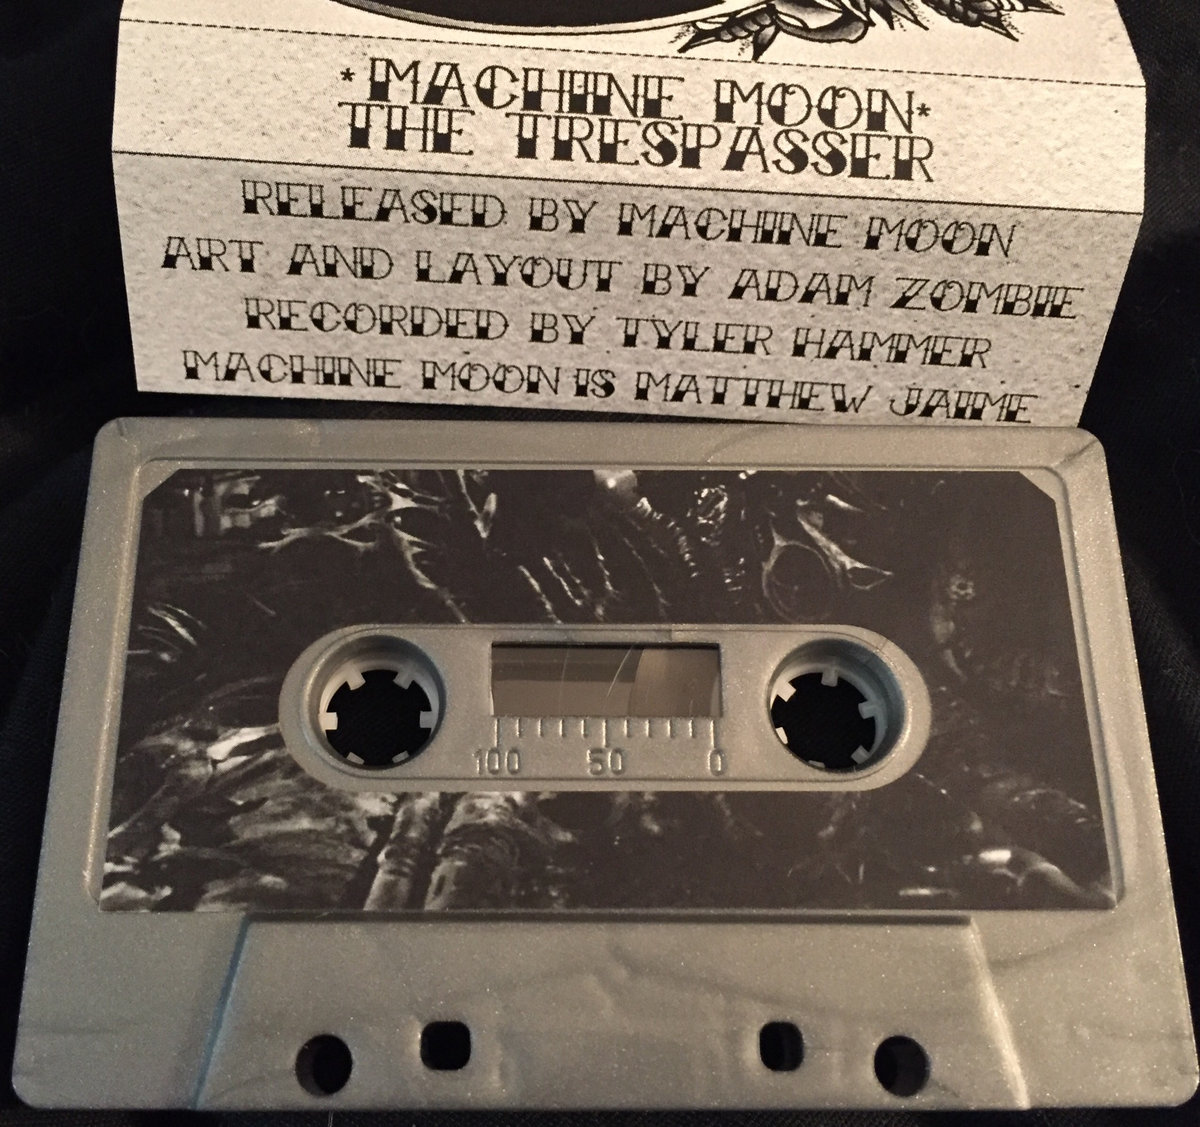 *MACHINE MOON*
THE TRESPASSER
RELEASED BY MACHINE MOON
ART AND LAYOUT BY ADAM ZOMBIE
RECORDED BY TYLER HAMMER
MACHINE MOON IS MATTHEW JAIME
100 50 0